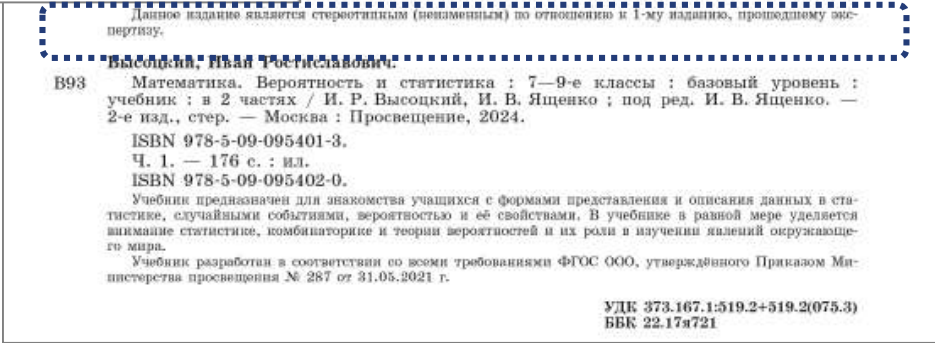 Данное издание является стереотипным (неизменным) по отношению к 1-му изданию, прошедшему экс-
пертизу.
Высоцкий, Иван Ростиславович.
В93 Математика. Вероятность и статистика : 7—9-е классы : базовый уровень :
учебник : в 2 частях / И. Р. Высоцкий, И. В. Ященко ; под ред. И. В. Ященко. —
2-е изд., стер. — Москва : Просвещение, 2024.
ISBN 978-5-09-095401-3.
Ч. 1. — 176 с. : ил.
ISBN 978-5-09-095402-0.
Учебник предназначен для знакомства учащихся с формами представления и описания данных в ста-
тистике, случайными событиями, вероятностью и её свойствами. В учебнике в равной мере уделяется
внимание статистике, комбинаторике и теории вероятностей и их роли в изучении явлений окружающе-
го мира.
Учебник разработан в соответствии со всеми требованиями ФГОС ООО, утверждённого Приказом Ми-
нистерства просвещения № 287 от 31.05.2021 г.
УДК 373.167.1:519.2+519.2(075.3)
ББК 22.17я721